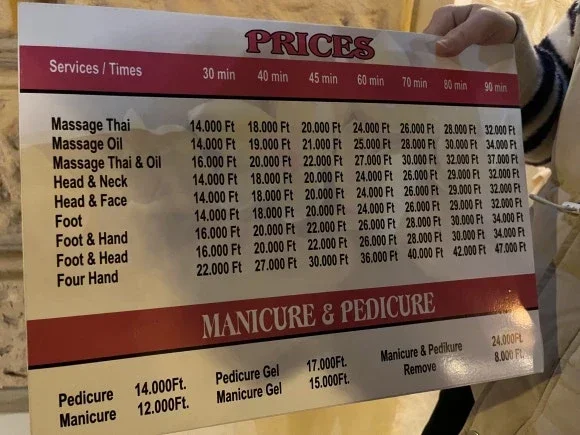 PRICES
Services / Times 30 min 40 min 45 min 60 min 70 min 80 min 90 min
Massage Thai 14.000 Ft 18.000 Ft 20.000 Ft 24.000 Ft 26.000 Ft 28.000 Ft 32.000 Ft
Massage Oil 14.000 Ft 19.000 Ft 21.000 Ft 25.000 Ft 28.000 Ft 30.000 Ft 34.000 Ft
Massage Thai & Oil 16.000 Ft 20.000 Ft 22.000 Ft 27.000 Ft 30.000 Ft 32.000 Ft 37.000 Ft
Head & Neck 14.000 Ft 18.000 Ft 20.000 Ft 24.000 Ft 26.000 Ft 29.000 Ft 32.000 Ft
Head & Face 14.000 Ft 18.000 Ft 20.000 Ft 24.000 Ft 26.000 Ft 29.000 Ft 32.000 Ft
Foot 14.000 Ft 18.000 Ft 20.000 Ft 24.000 Ft 26.000 Ft 29.000 Ft 32.000 Ft
Foot & Hand 16.000 Ft 20.000 Ft 22.000 Ft 26.000 Ft 28.000 Ft 30.000 Ft 34.000 Ft
Foot & Head 16.000 Ft 20.000 Ft 22.000 Ft 26.000 Ft 28.000 Ft 30.000 Ft 34.000 Ft
Four Hand 22.000 Ft 27.000 Ft 30.000 Ft 36.000 Ft 40.000 Ft 42.000 Ft 47.000 Ft
MANICURE & PEDICURE
Pedicure 14.000Ft. Pedicure Gel 17.000Ft. Manicure & Pedikure 24.000Ft.
Manicure 12.000Ft. Manicure Gel 15.000Ft. Remove 8.000 Ft.